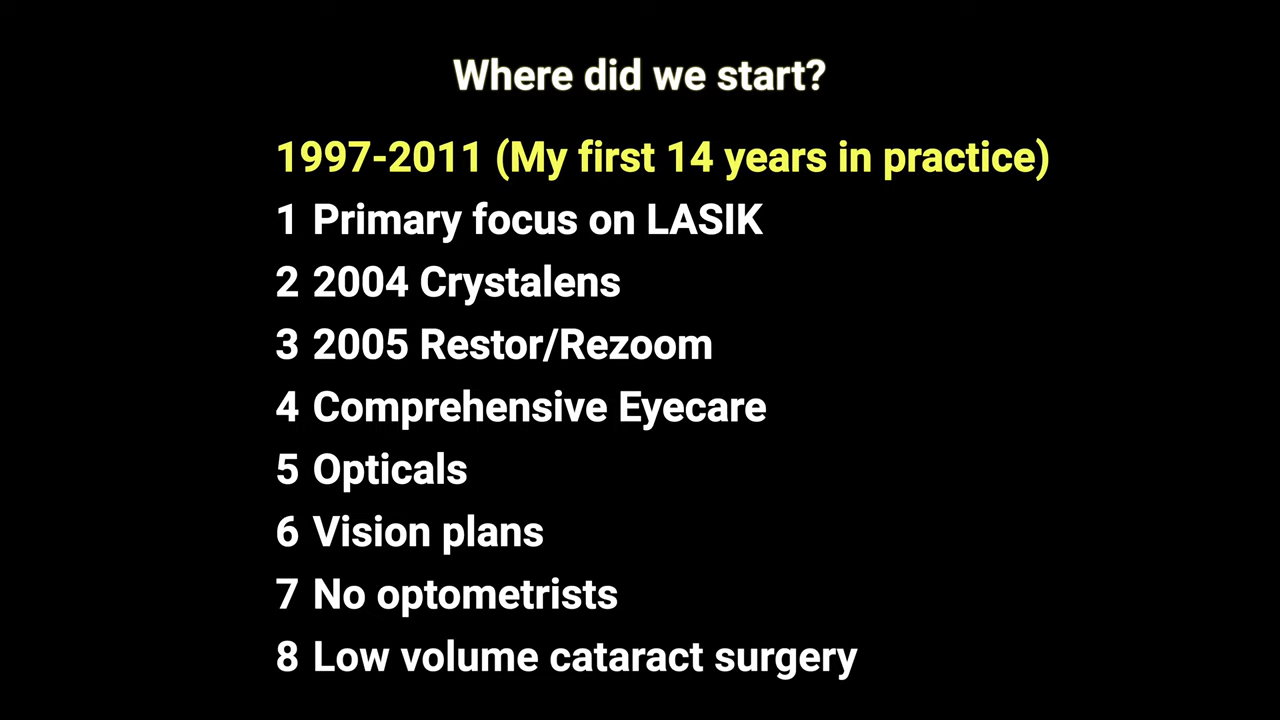 Where did we start?
1997-2011 (My first 14 years in practice)
1 Primary focus on LASIK
2 2004 Crystalens
3 2005 Restor/Rezoom
4 Comprehensive Eyecare
5 Opticals
6 Vision plans
7 No optometrists
8 Low volume cataract surgery